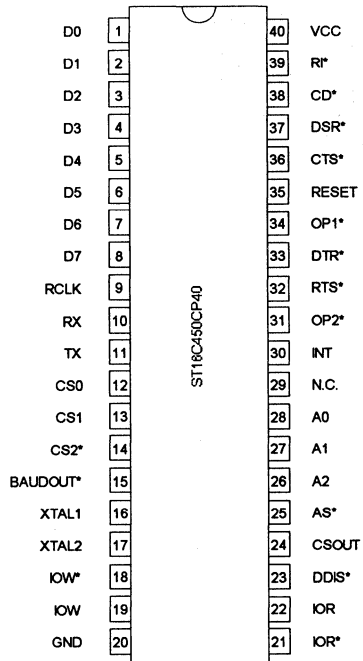 D0 1 40 VCC
D1 2 39 RI*
D2 3 38 CD*
D3 4 37 DSR*
D4 5 36 CTS*
D5 6 35 RESET
D6 7 34 OP1*
D7 8 33 DTR*
RCLK 9 32 RTS*
RX 10 31 OP2*
TX 11 30 INT
CS0 12 29 N.C.
CS1 13 28 A0
CS2* 14 27 A1
BAUDOUT* 15 26 A2
XTAL1 16 25 AS*
XTAL2 17 24 CSOUT
IOW* 18 23 DDIS*
IOW 19 22 IOR
GND 20 21 IOR*
ST16C450CP40